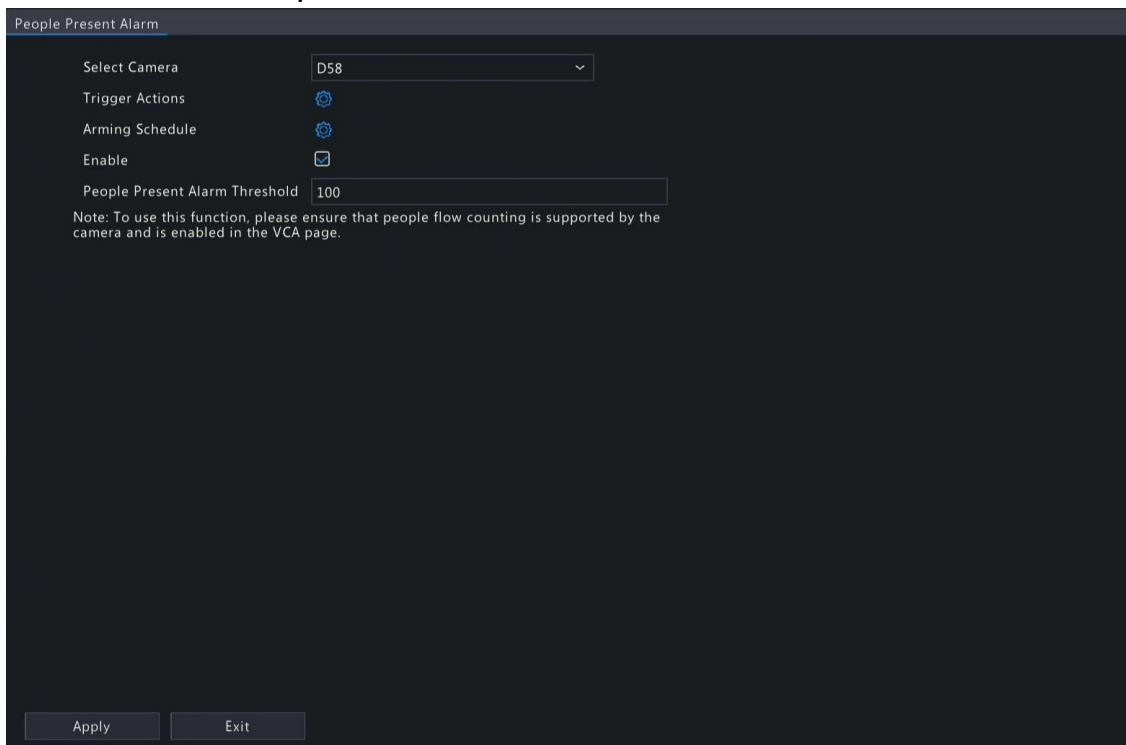 People Present Alarm
Select Camera D58
Trigger Actions
Arming Schedule
Enable
People Present Alarm Threshold 100
Note: To use this function, please ensure that people flow counting is supported by the
camera and is enabled in the VCA page.
Apply Exit